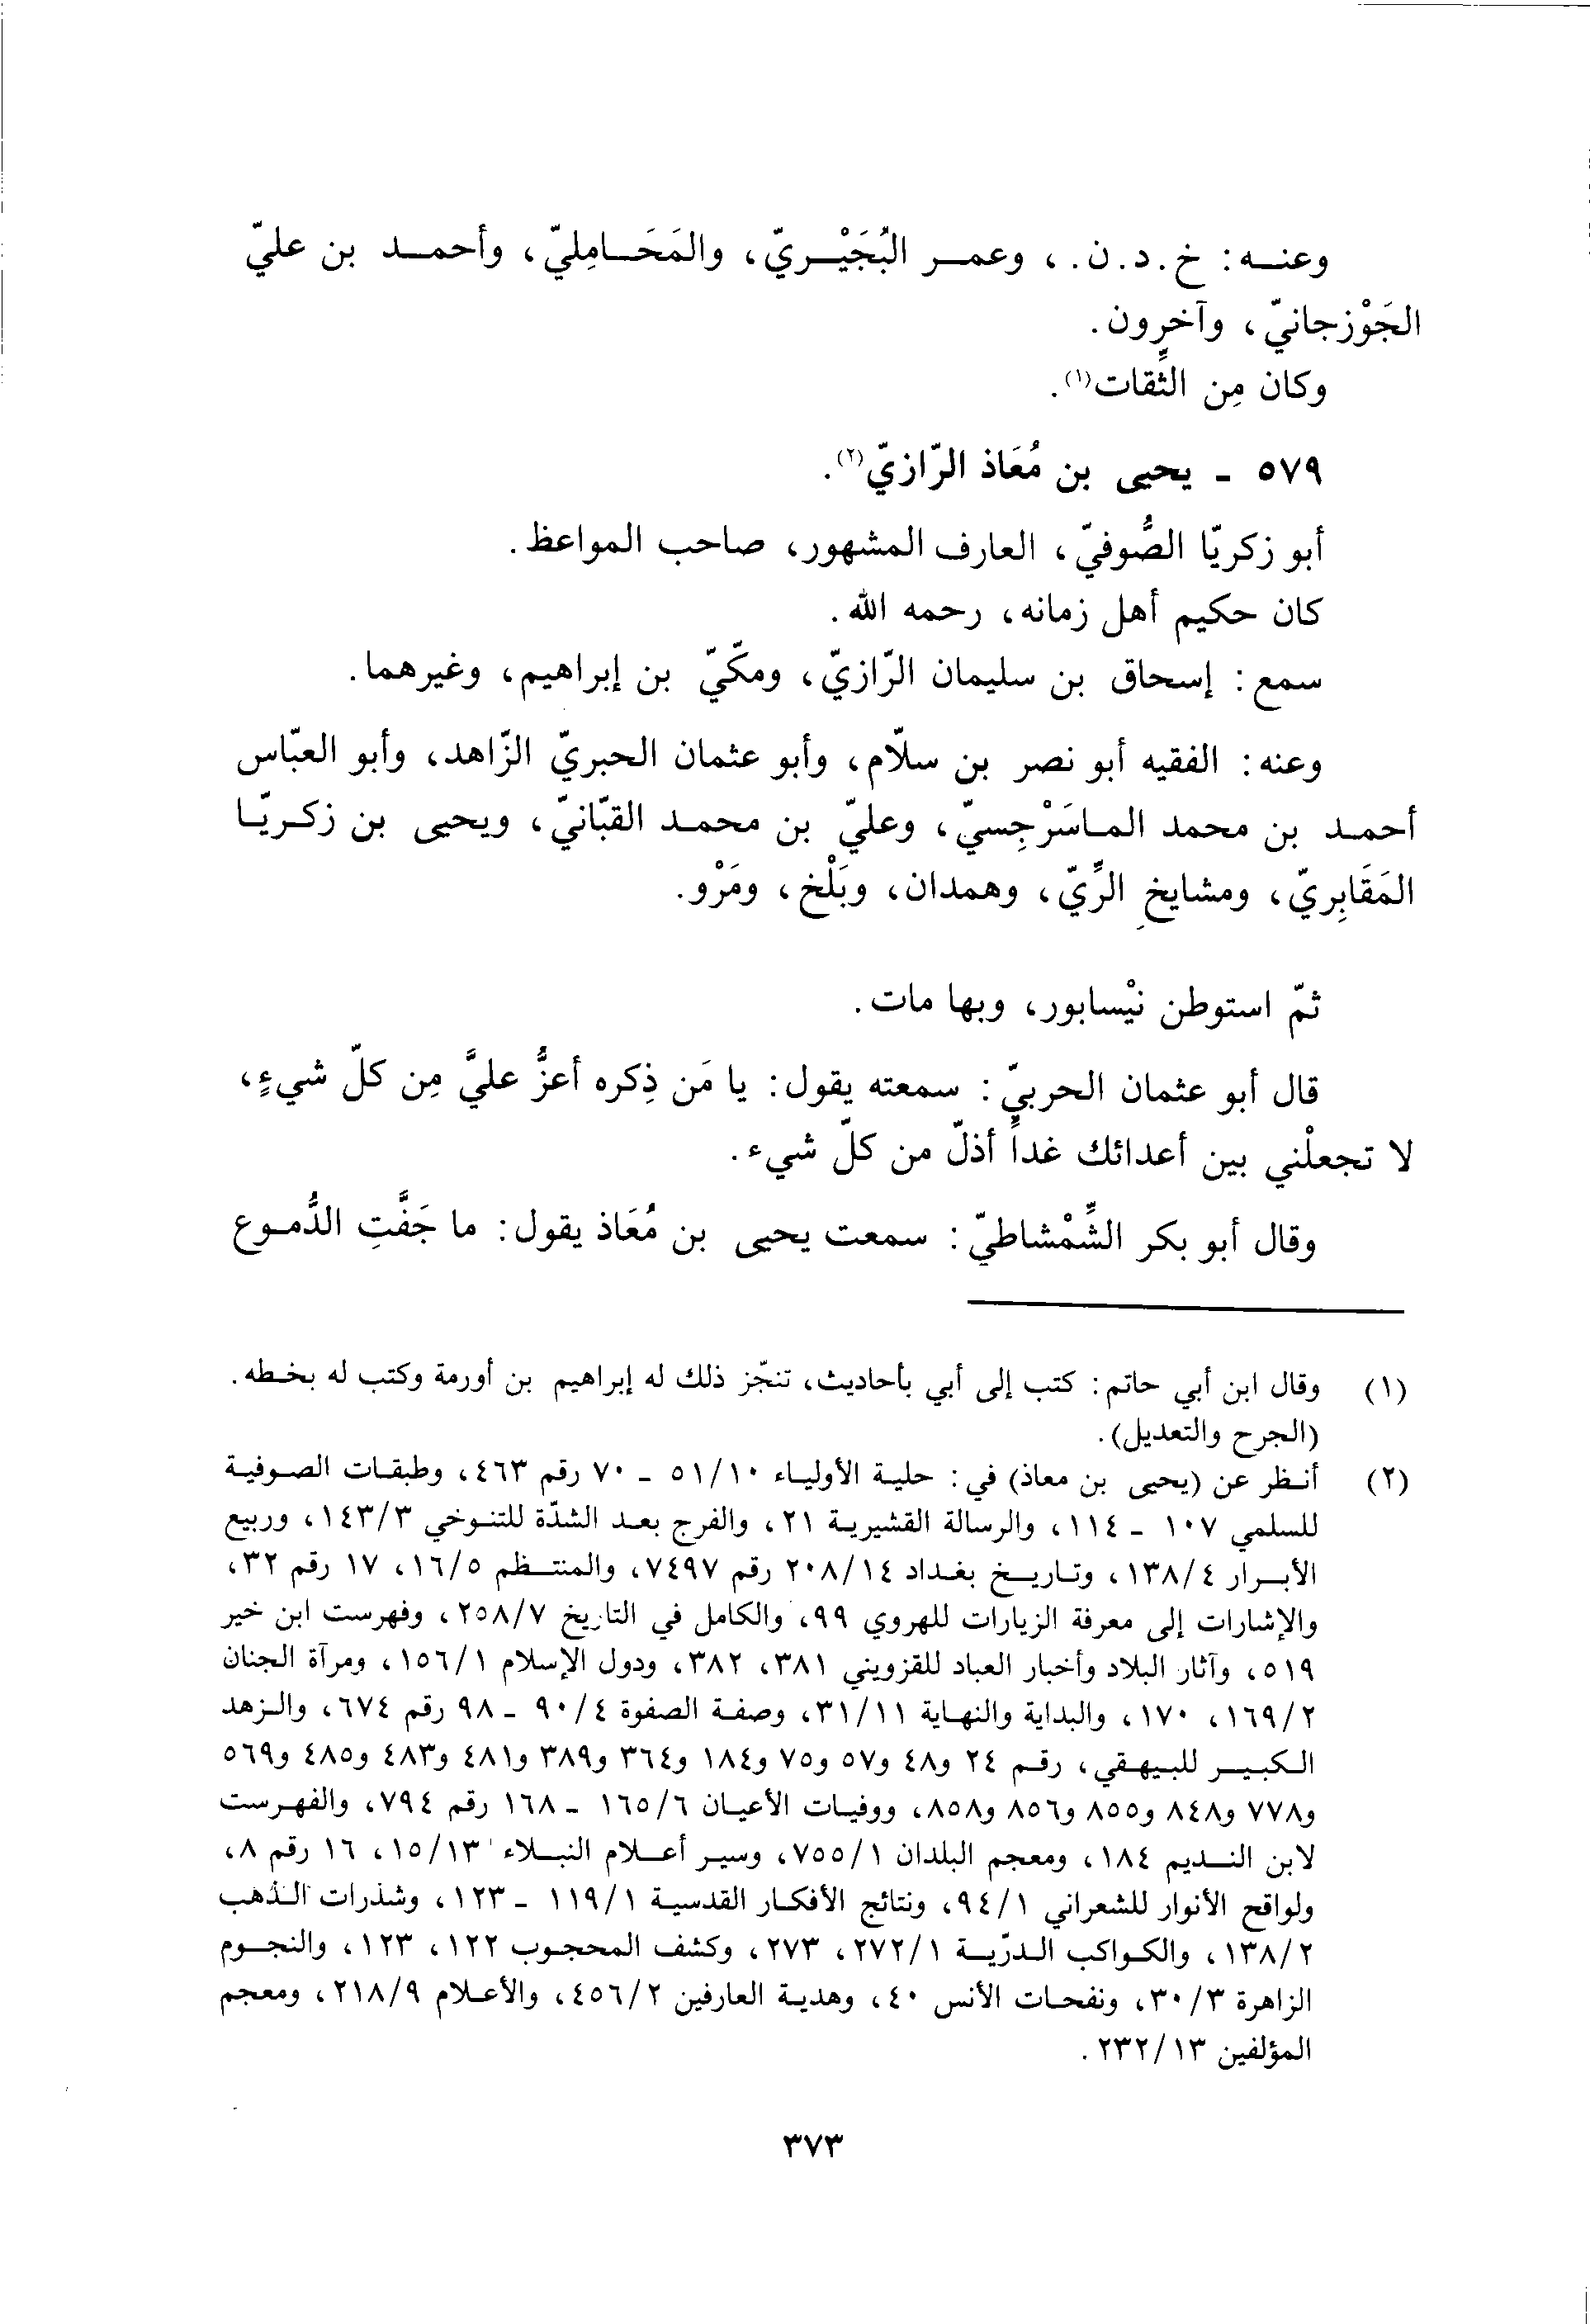 وعنه: خ. د. ن.، وعمر البُجَيْريّ، والمَحَامِليّ، وأحمد بن عليّ
الجَوْزجانيّ، وآخرون.
وكان مِن الثِّقات(١).
٥٧٩ - يحيى بن مُعَاذ الرّازيّ(٢).
أبو زكريّا الصُّوفيّ، العارف المشهور، صاحب المواعظ.
كان حكيم أهل زمانه، رحمه الله.
سمع: إسحاق بن سليمان الرّازيّ، ومكّيّ بن إبراهيم، وغيرهما.
وعنه: الفقيه أبو نصر بن سلّام، وأبو عثمان الحبريّ الزّاهد، وأبو العبّاس
أحمد بن محمد الماسَرْجِسيّ، وعليّ بن محمد القبّانيّ، ويحيى بن زكريّا
المَقَابِريّ، ومشايخ الرِّيّ، وهمدان، وبَلْخ، ومَرْو.
ثمّ استوطن نيْسابور، وبها مات.
قال أبو عثمان الحربيّ: سمعته يقول: يا مَن ذِكره أعزُّ عليَّ مِن كلّ شيءٍ،
لا تجعلْني بين أعدائك غداً أذلّ من كلّ شيء.
وقال أبو بكر الشِّمْشاطيّ: سمعت يحيى بن مُعَاذ يقول: ما جَفَّتِ الدُّموع
(١) وقال ابن أبي حاتم: كتب إلى أبي بأحاديث، تنجّز ذلك له إبراهيم بن أورمة وكتب له بخطه.
(الجرح والتعديل).
(٢) أنظر عن (يحيى بن معاذ) في: حلية الأولياء ٥١/١٠ - ٧٠ رقم ٤٦٣، وطبقات الصوفية
للسلمي ١٠٧ - ١١٤، والرسالة القشيرية ٢١، والفرج بعد الشدّة للتنوخي ١٤٣/٣، وربيع
الأبرار ١٣٨/٤، وتاريخ بغداد ٢٠٨/١٤ رقم ٧٤٩٧، والمنتظم ١٦/٥، ١٧ رقم ٣٢،
والإشارات إلى معرفة الزيارات للهروي ٩٩، والكامل في التاريخ ٢٥٨/٧، وفهرست ابن خير
٥١٩، وآثار البلاد وأخبار العباد للقزويني ٣٨١، ٣٨٢، ودول الإسلام ١٥٦/١، ومرآة الجنان
١٦٩/٢، ١٧٠، والبداية والنهاية ٣١/١١، وصفة الصفوة ٩٠/٤ - ٩٨ رقم ٦٧٤، والزهد
الكبير للبيهقي، رقم ٢٤ و٤٨ و٥٧ و٧٥ و١٨٤ و٣٦٤ و٣٨٩ و٤٨١ و٤٨٣ و٤٨٥ و٥٦٩
و٧٧٨ و٨٤٨ و٨٥٥ و٨٥٦ و٨٥٨، ووفيات الأعيان ١٦٥/٦ - ١٦٨ رقم ٧٩٤، والفهرست
لابن النديم ١٨٤، ومعجم البلدان ٧٥٥/١، وسير أعلام النبلاء ١٥/١٣، ١٦ رقم ٨،
ولواقح الأنوار للشعراني ٩٤/١، ونتائج الأفكار القدسية ١١٩/١ - ١٢٣، وشذرات الذهب
١٣٨/٢، والكواكب الدرّية ٢٧٢/١، ٢٧٣، وكشف المحجوب ١٢٢، ١٢٣، والنجوم
الزاهرة ٣٠/٣، ونفحات الأنس ٤٠، وهدية العارفين ٤٥٦/٢، والأعلام ٢١٨/٩، ومعجم
المؤلفين ٢٣٢/١٣.
٣٧٣